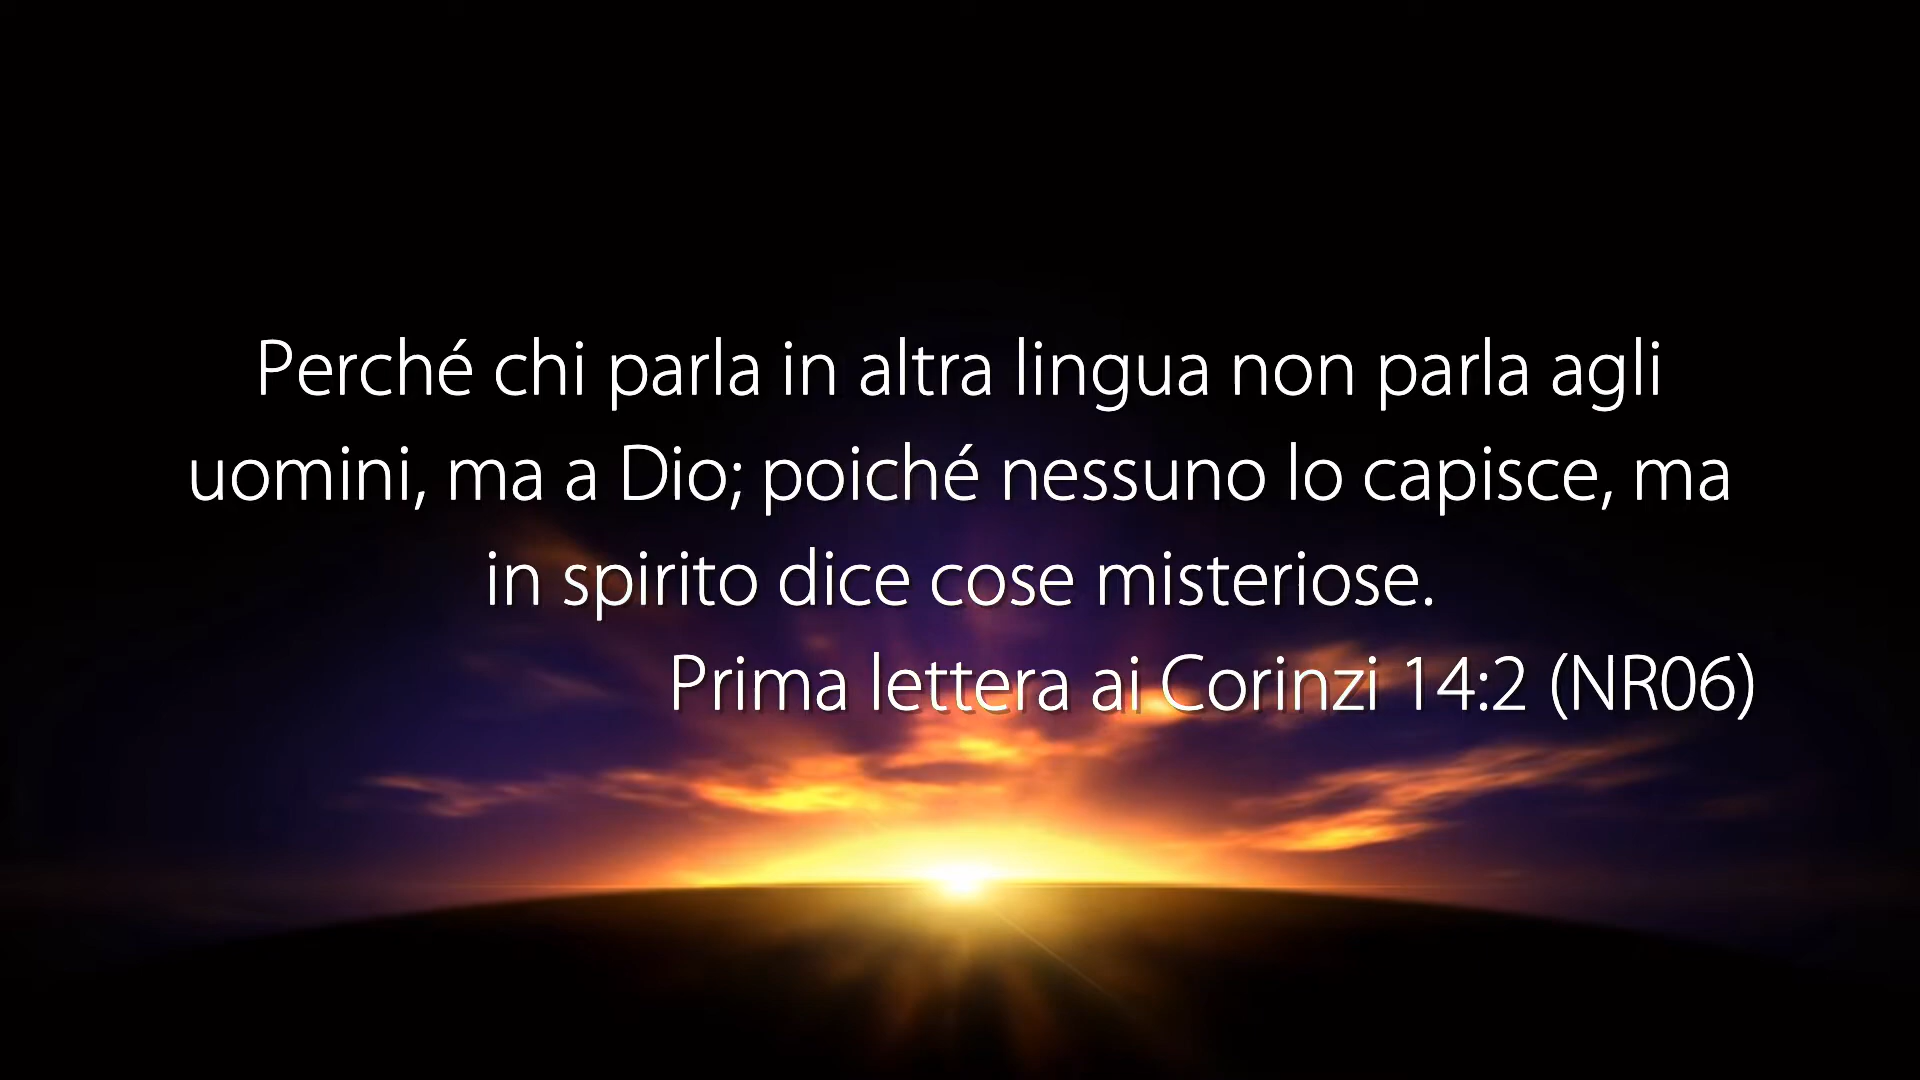 Perché chi parla in altra lingua non parla agli
uomini, ma a Dio; poiché nessuno lo capisce, ma
in spirito dice cose misteriose.
Prima lettera ai Corinzi 14:2 (NR06)